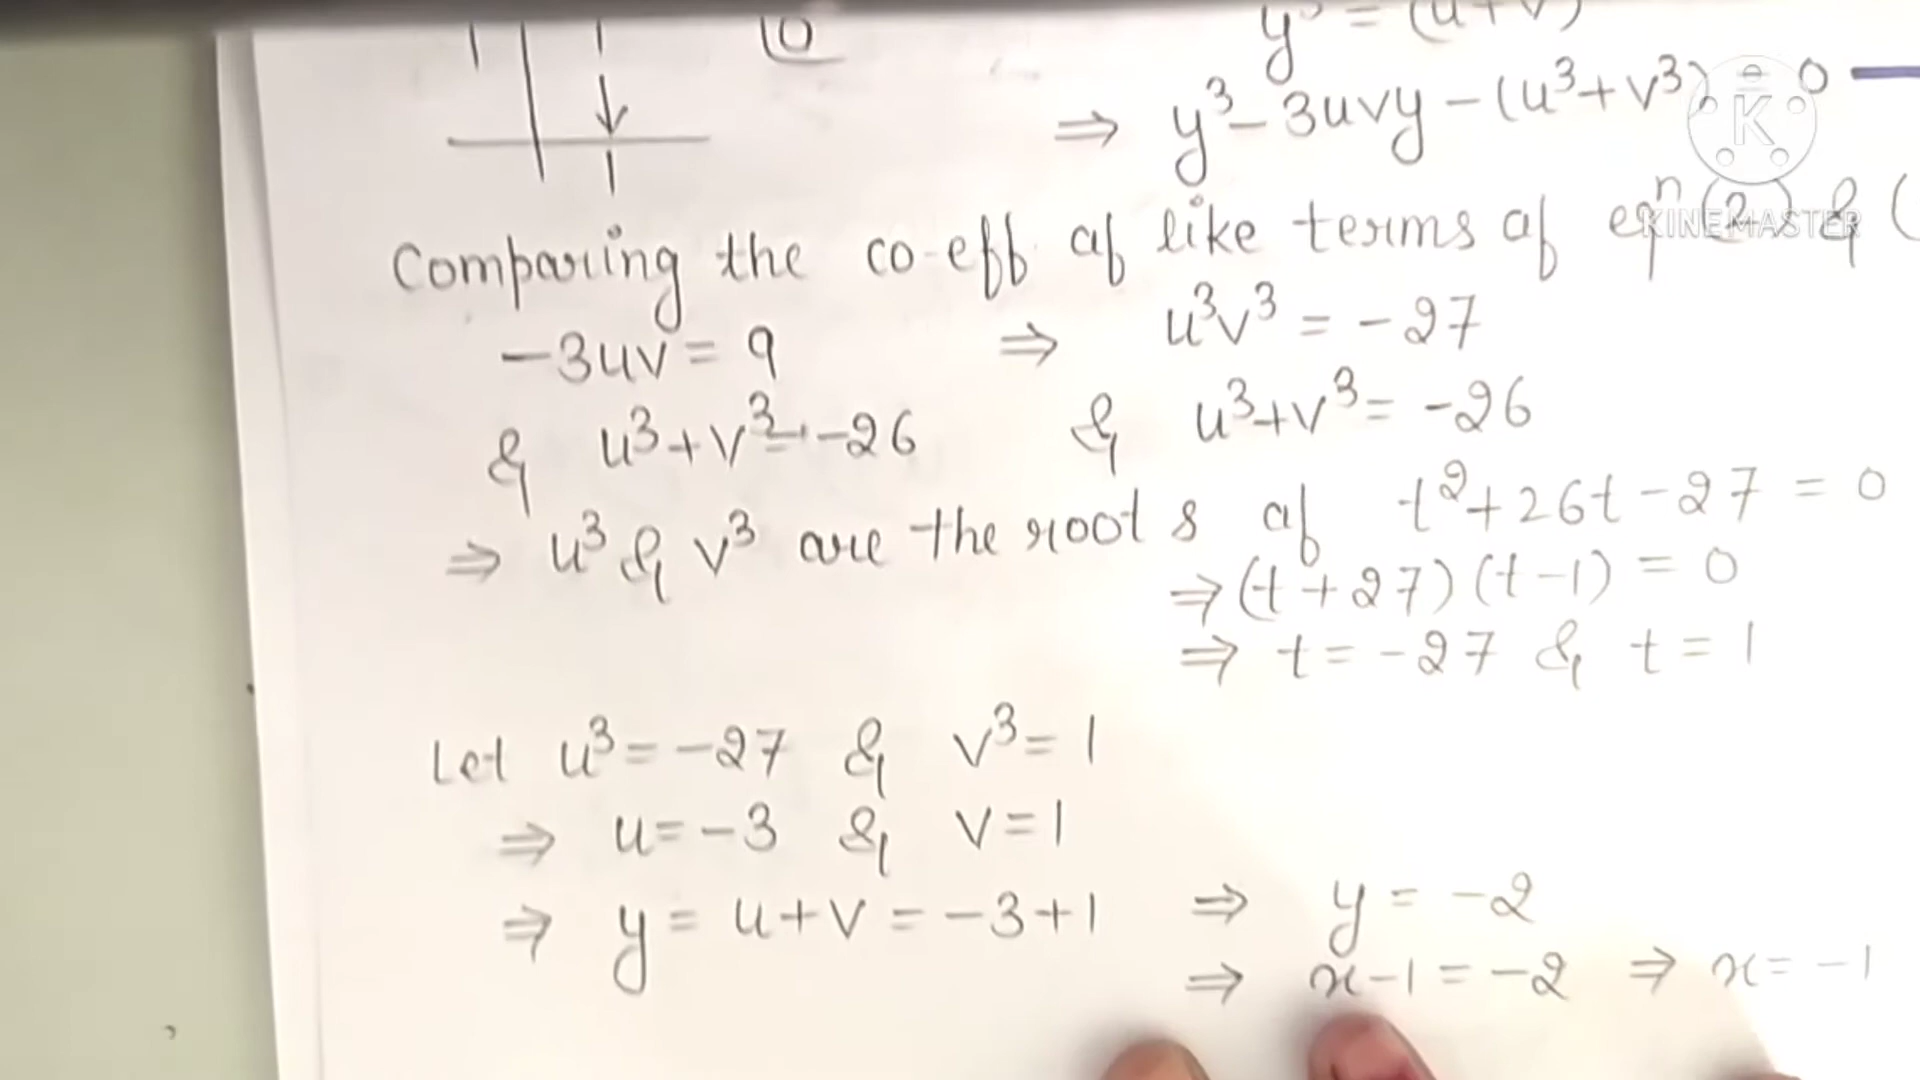 y³ = (u+v)
⇒ y³-3uvy-(u³+v³) = 0
Comparing the co-eff of like terms of eqⁿ (2) & (
-3uv = 9 ⇒ u³v³ = -27
& u³+v³ = -26 & u³+v³ = -26
⇒ u³ & v³ are the roots of t²+26t-27 = 0
⇒ (t+27)(t-1) = 0
⇒ t = -27 & t = 1
Let u³ = -27 & v³ = 1
⇒ u = -3 & v = 1
⇒ y = u+v = -3+1 ⇒ y = -2
⇒ x-1 = -2 ⇒ x = -1
K
KINEMASTER